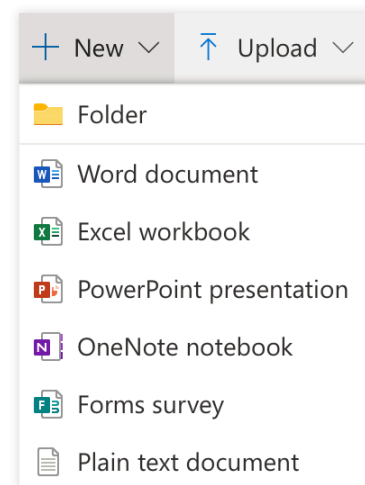 New Upload
Folder
Word document
Excel workbook
PowerPoint presentation
OneNote notebook
Forms survey
Plain text document